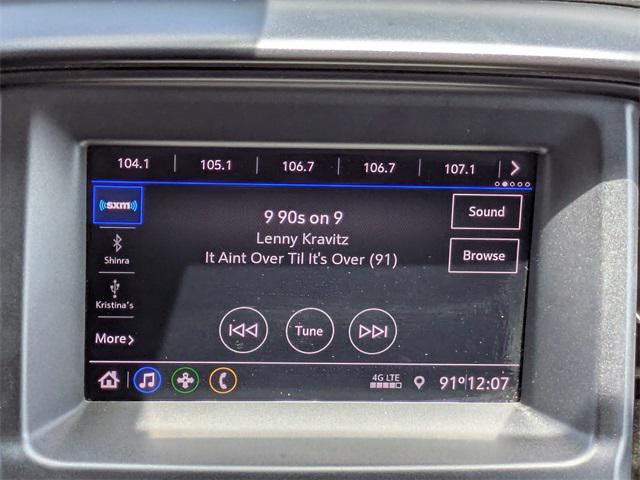 104.1 105.1 106.7 106.7 107.1
sxm
9 90s on 9
Sound
Lenny Kravitz
Shinra
It Aint Over Til It's Over (91)
Browse
Kristina's
More
Tune
4G LTE
91° 12:07